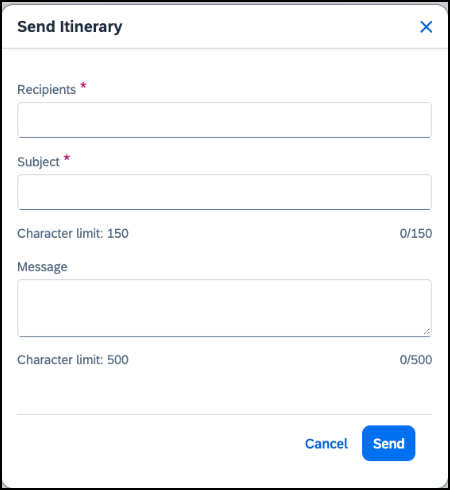 Send Itinerary
Recipients *
Subject *
Character limit: 150 0/150
Message
Character limit: 500 0/500
Cancel Send